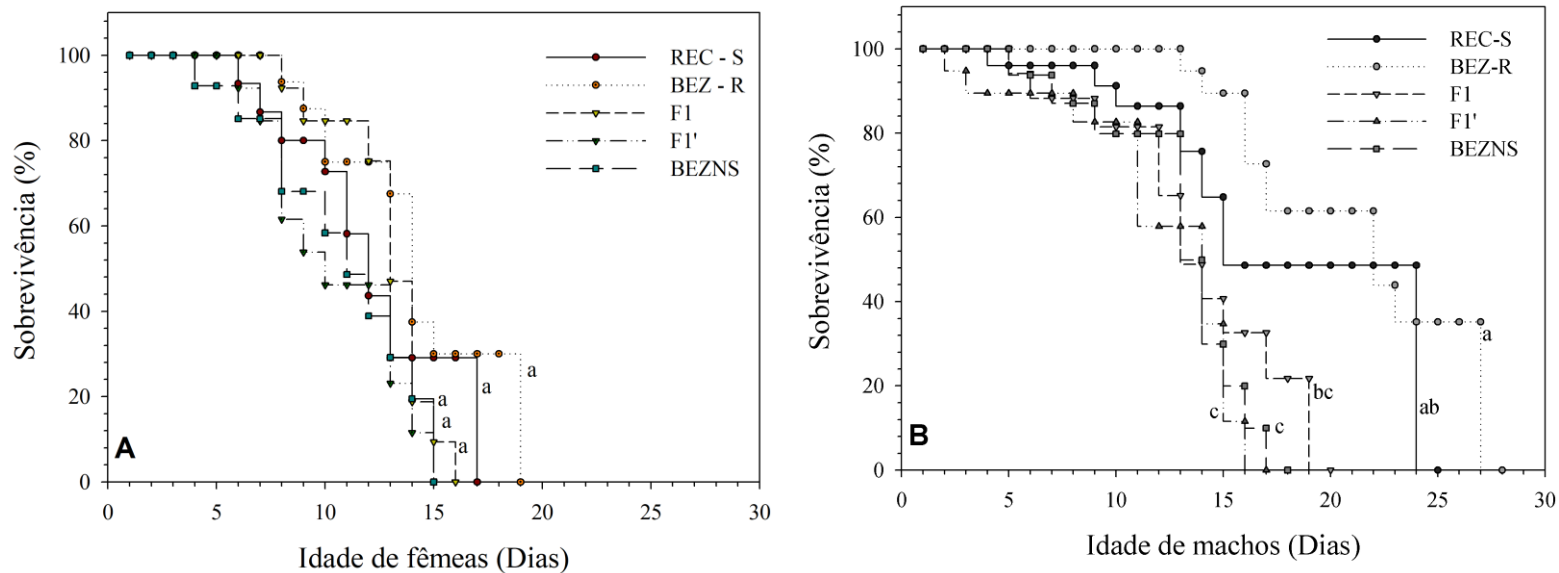 100
80
60
40
20
0
Sobrevivência (%)
REC - S
BEZ - R
F1
F1'
BEZNS
a
a
a
a
a
A
0 5 10 15 20 25 30
Idade de fêmeas (Dias)
100
80
60
40
20
0
Sobrevivência (%)
REC-S
BEZ-R
F1
F1'
BEZNS
a
bc
ab
c
c
B
0 5 10 15 20 25 30
Idade de machos (Dias)